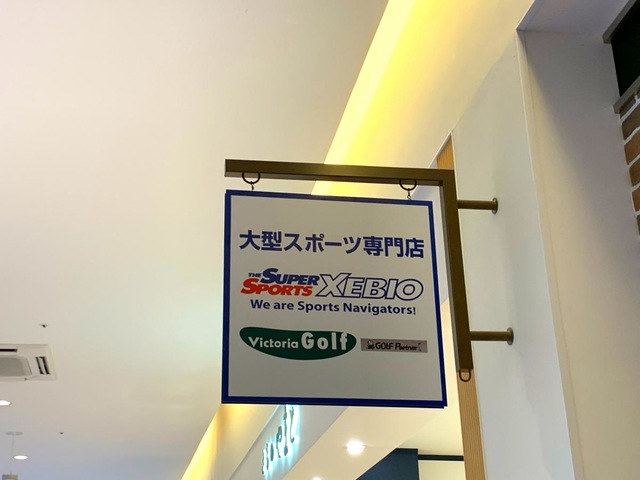 大型スポーツ専門店
THE SUPER SPORTS XEBIO
We are Sports Navigators!
Victoria Golf
GOLF Partner